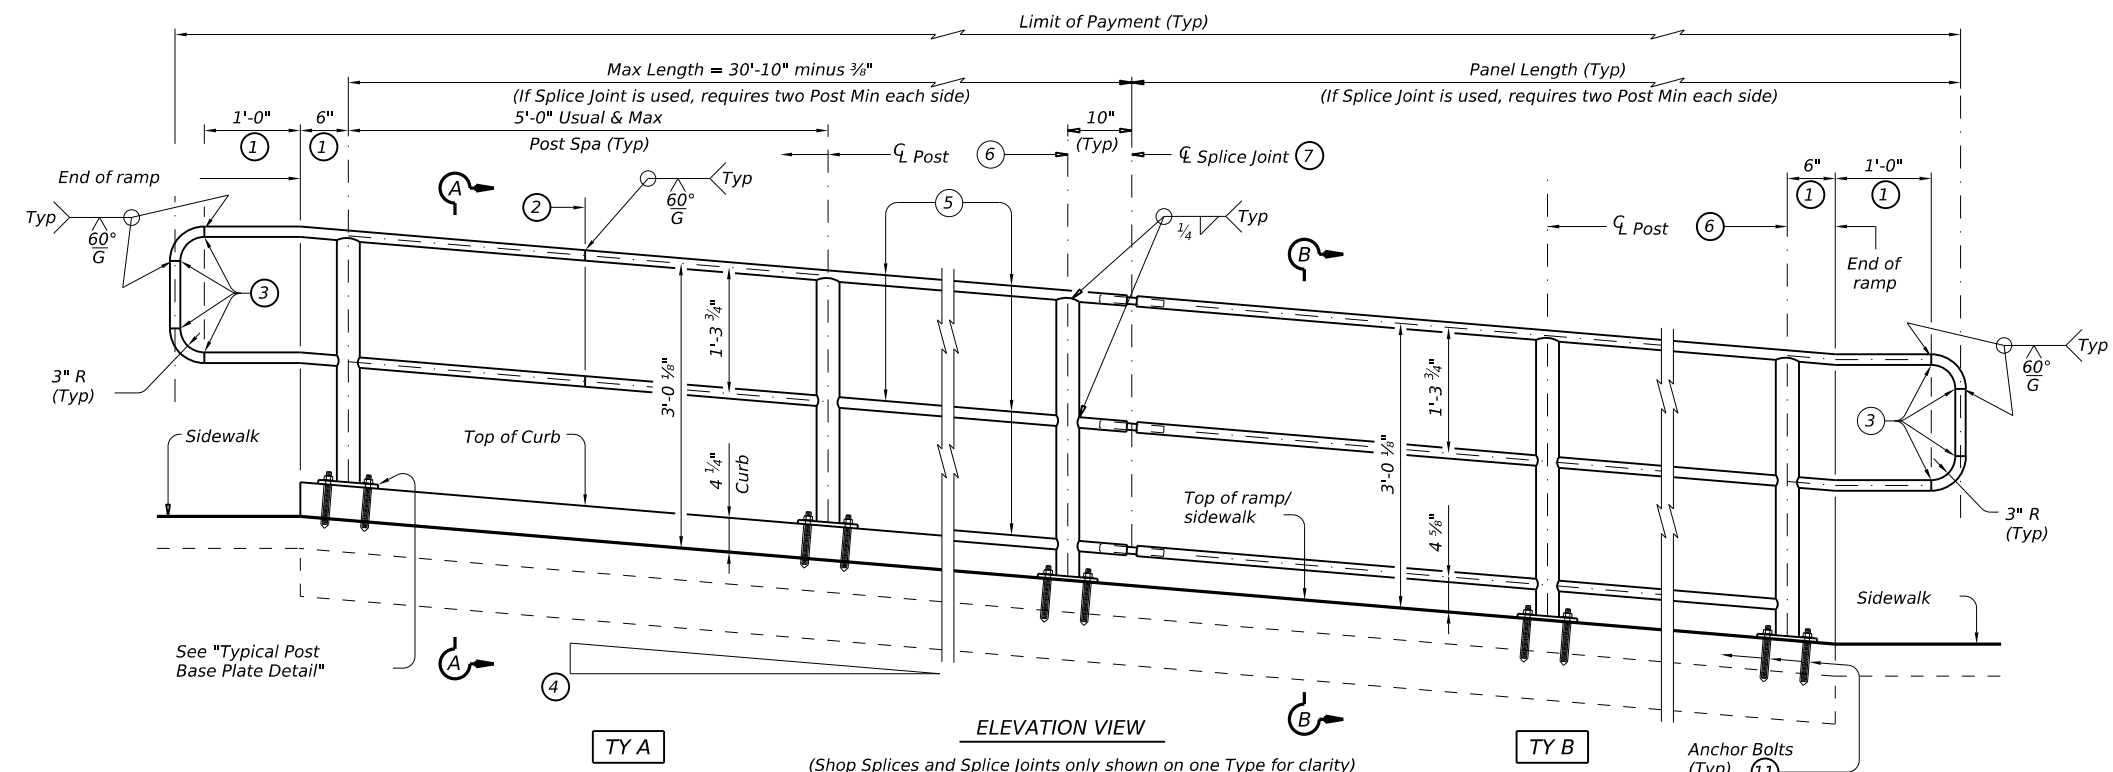 Limit of Payment (Typ)
Max Length = 30'-10" minus ⅜"
Panel Length (Typ)
(If Splice Joint is used, requires two Post Min each side)
(If Splice Joint is used, requires two Post Min each side)
1'-0"
6"
5'-0" Usual & Max
10"
1
1
Post Spa (Typ)
(Typ)
℄ Post
6
℄ Splice Joint 7
6"
1'-0"
1
1
End of ramp
A
Typ
60°
G
2
5
Typ
60°
G
Typ
1/4
B
℄ Post
6
End of
ramp
3
1'-3 ¾"
3'-0 ⅛"
3" R
(Typ)
Typ
60°
G
1'-3 ¾"
3'-0 ⅛"
3
Sidewalk
Top of Curb
4 ¼"
Curb
Top of ramp/
sidewalk
4 ⅝"
3" R
(Typ)
Sidewalk
See "Typical Post
Base Plate Detail"
A
4
B
ELEVATION VIEW
TY A
TY B
Anchor Bolts
(Typ) 11
(Shop Splices and Splice Joints only shown on one Type for clarity)